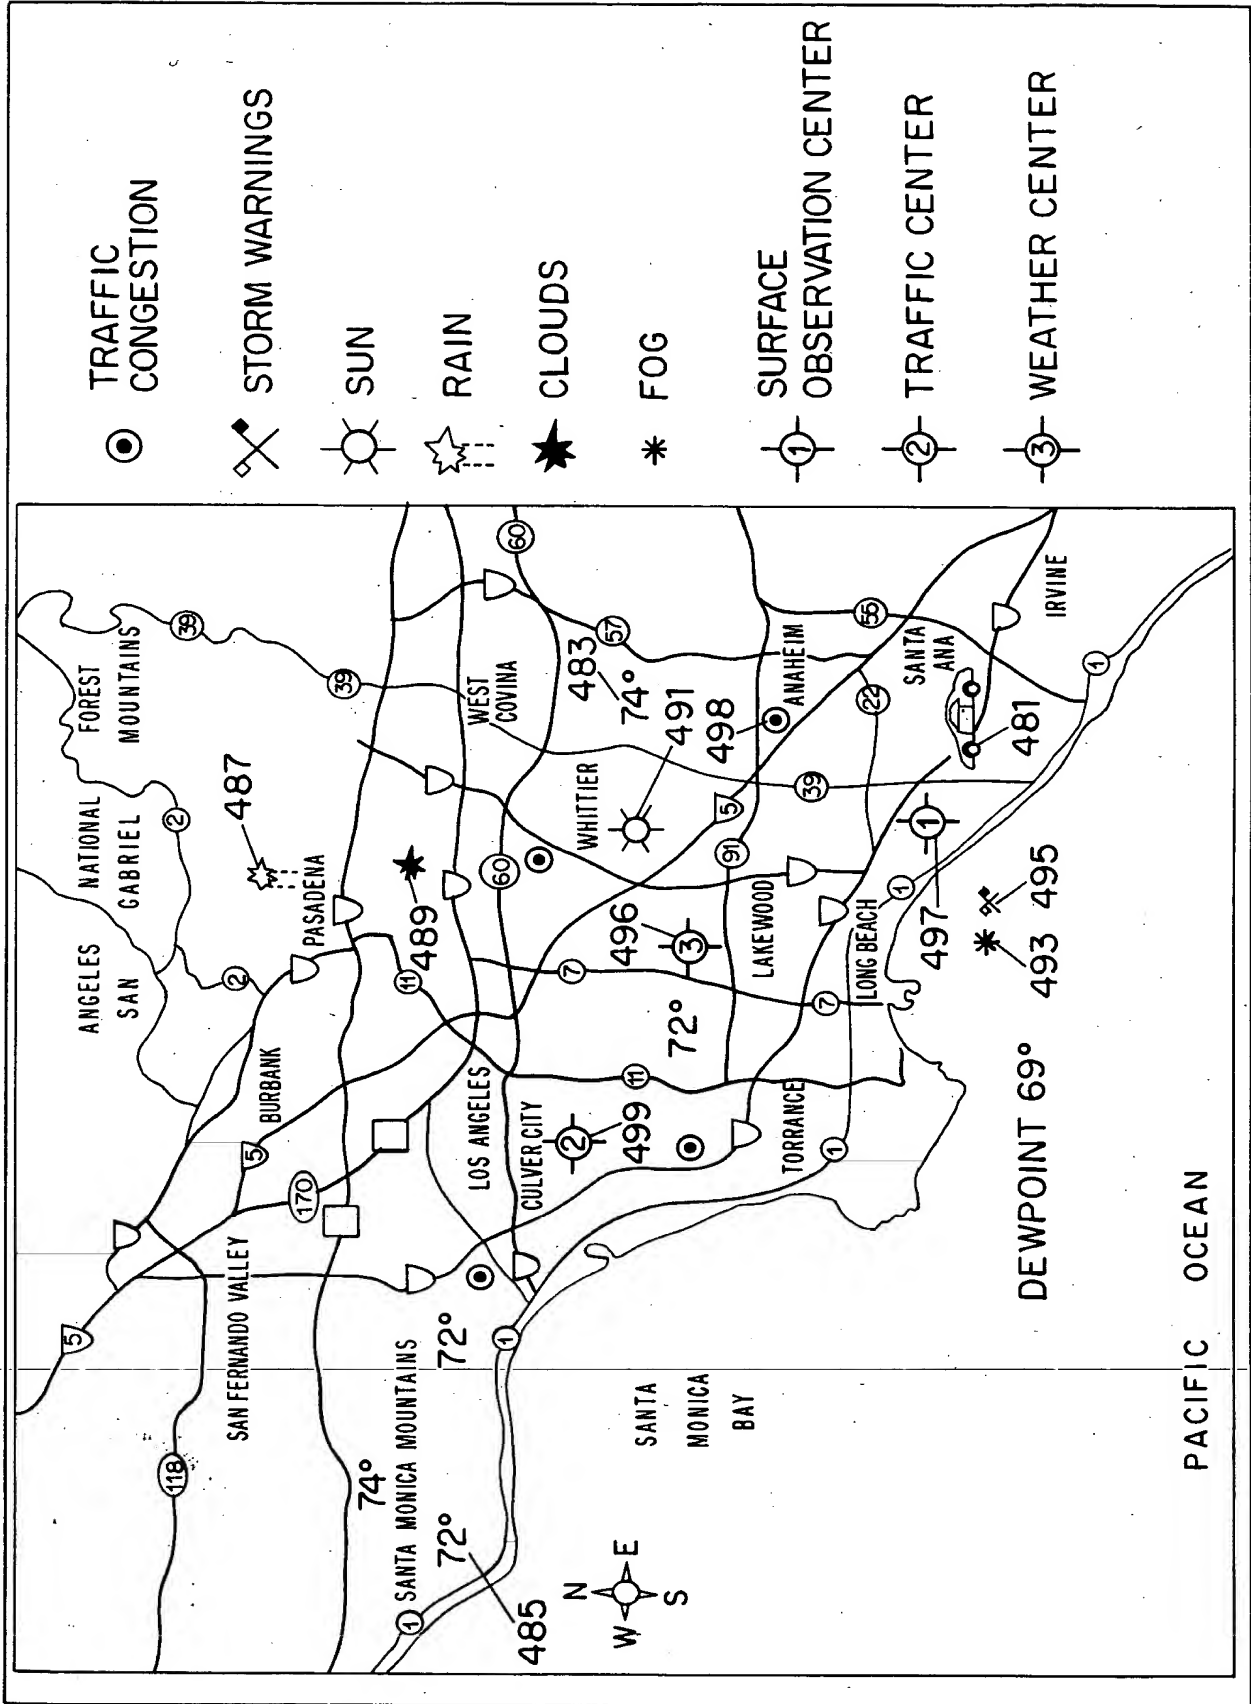 5
ANGELES NATIONAL FOREST
SAN GABRIEL MOUNTAINS
118
2
39
SAN FERNANDO VALLEY
2
487
5
BURBANK
170
PASADENA
39
74°
1
SANTA MONICA MOUNTAINS
11
489
72°
72°
LOS ANGELES
WEST
COVINA
1
60
60
485
CULVER CITY
N
W E
S
2
7
483
WHITTIER
57
499
11
496
74°
SANTA
MONICA
BAY
72°
3
491
498
5
91
LAKEWOOD
ANAHEIM
TORRANCE
39
1
7
LONG BEACH
22
55
1
1
SANTA
ANA
497
DEWPOINT 69°
493
495
481
IRVINE
1
PACIFIC OCEAN
TRAFFIC
CONGESTION
STORM WARNINGS
SUN
RAIN
CLOUDS
FOG
1 SURFACE
OBSERVATION CENTER
2 TRAFFIC CENTER
3 WEATHER CENTER